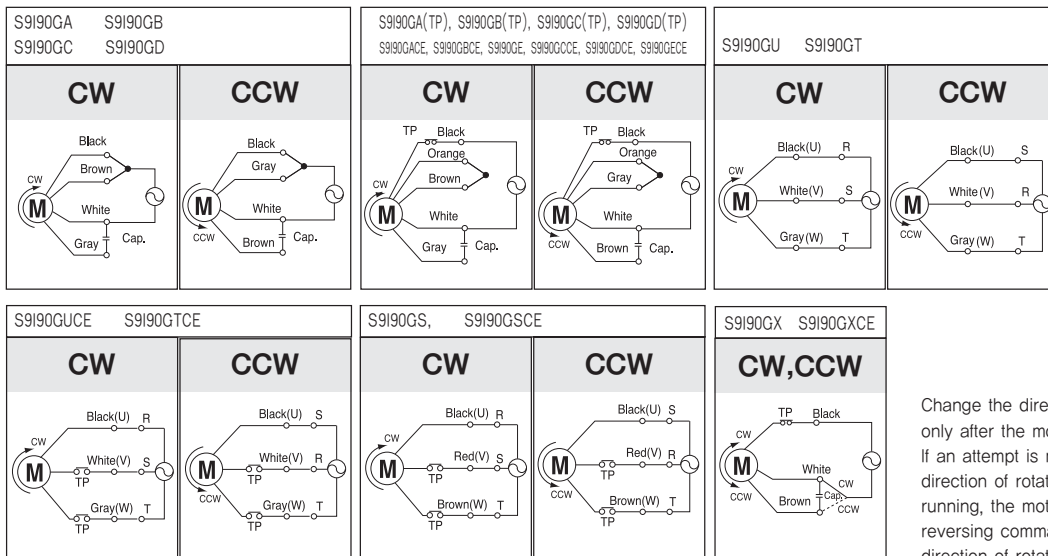 S9I90GA S9I90GB
S9I90GC S9I90GD
CW
CCW
Black
Brown
CW
M
White
Gray
Cap.
Black
Gray
M
White
CCW
Brown
Cap.
S9I90GA(TP), S9I90GB(TP), S9I90GC(TP), S9I90GD(TP)
S9I90GACE, S9I90GBCE, S9I90GE, S9I90GCCE, S9I90GDCE, S9I90GECE
CW
CCW
TP Black
Orange
CW
Brown
M
White
Gray
Cap.
TP Black
Orange
Gray
M
White
CCW
Brown
Cap.
S9I90GU S9I90GT
CW
CCW
Black(U) R
CW
White(V) S
M
Gray(W) T
Black(U) S
White(V) R
M
CCW
Gray(W) T
S9I90GUCE S9I90GTCE
CW
CCW
Black(U) R
CW
White(V) S
M
TP
Gray(W) T
TP
Black(U) S
White(V) R
M
TP
CCW
Gray(W) T
TP
S9I90GS, S9I90GSCE
CW
CCW
Black(U) R
CW
Red(V) S
M
TP
Brown(W) T
TP
Black(U) S
Red(V) R
M
TP
CCW
Brown(W) T
TP
S9I90GX S9I90GXCE
CW,CCW
TP Black
CW
M
White
CW
CCW
Brown
Cap.
CCW
Change the dire
only after the mo
If an attempt is
direction of rotat
running, the mot
reversing comma
direction of rotat